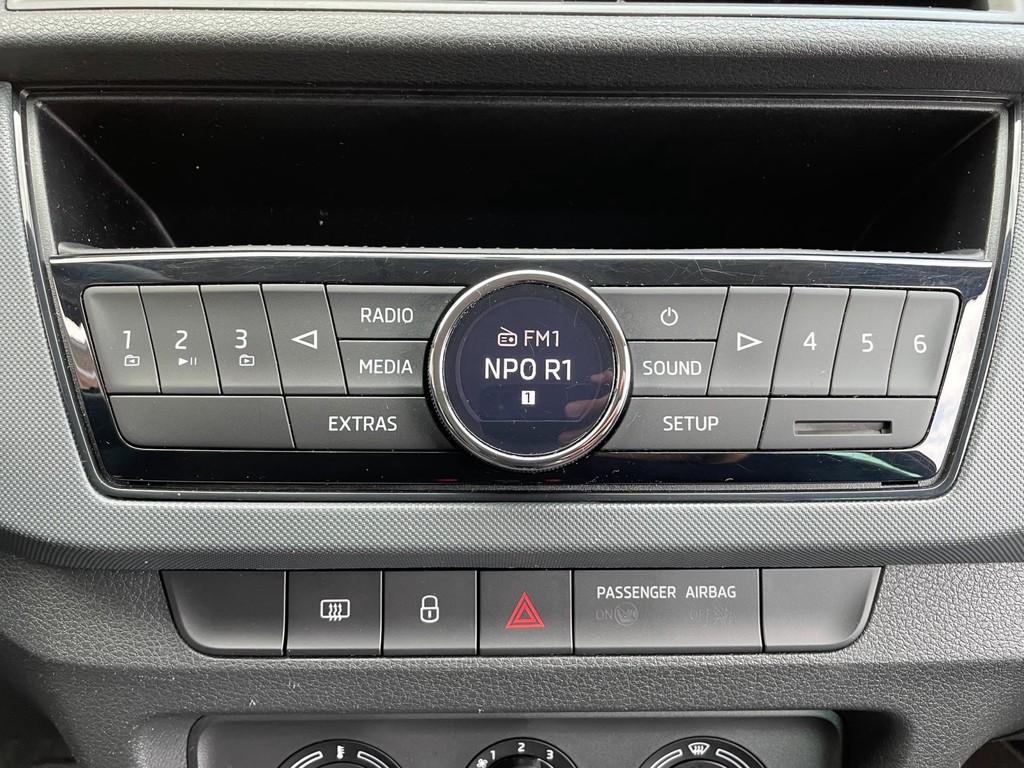 RADIO
FM1
1 2 3
4 5 6
MEDIA
NPO R1
SOUND
1
EXTRAS
SETUP
PASSENGER AIRBAG
ON OFF
1 2 3